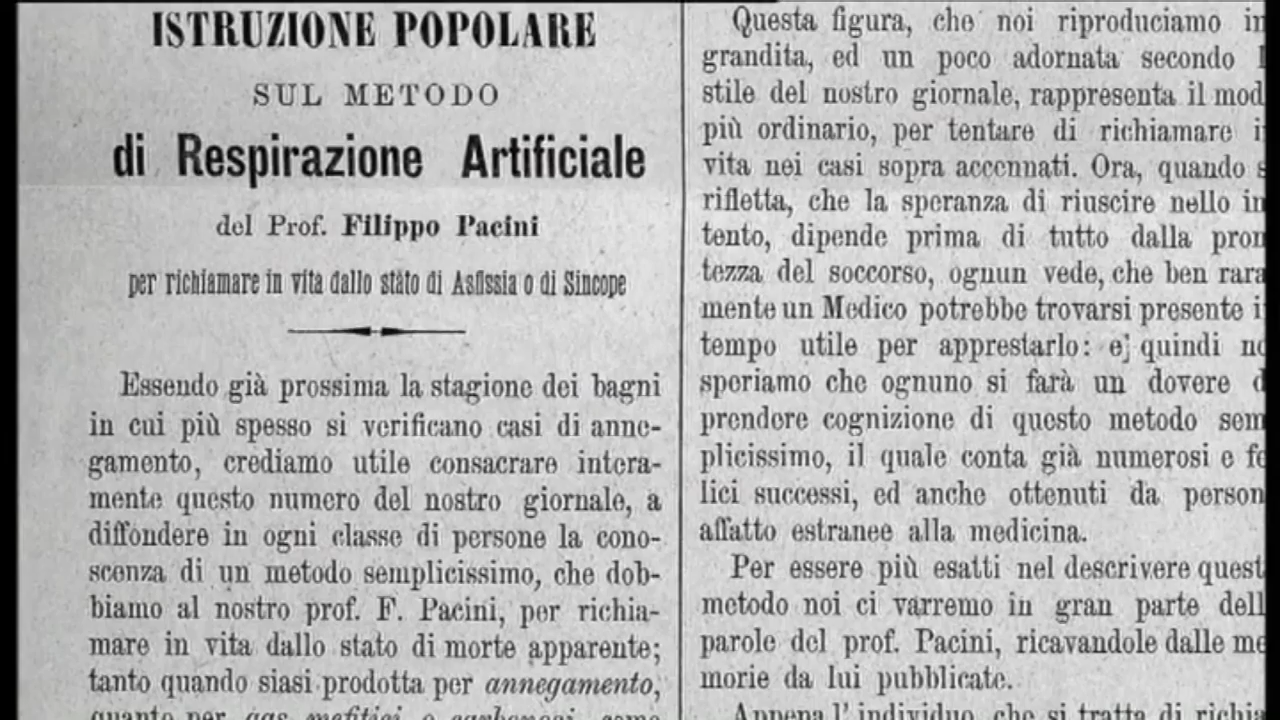 ISTRUZIONE POPOLARE
SUL METODO
di Respirazione Artificiale
del Prof. Filippo Pacini
per richiamare in vita dallo stato di Asfissia o di Sincope
Essendo già prossima la stagione dei bagni
in cui più spesso si verificano casi di anne-
gamento, crediamo utile consacrare intera-
mente questo numero del nostro giornale, a
diffondere in ogni classe di persone la cono-
scenza di un metodo semplicissimo, che dob-
biamo al nostro prof. F. Pacini, per richia-
mare in vita dallo stato di morte apparente;
tanto quando siasi prodotta per annegamento,
quanto per gas mefitici o carbonosi, come
Questa figura, che noi riproduciamo in
grandita, ed un poco adornata secondo l
stile del nostro giornale, rappresenta il mod
più ordinario, per tentare di richiamare i
vita nei casi sopra accennati. Ora, quando s
rifletta, che la speranza di riuscire nello in
tento, dipende prima di tutto dalla pron
tezza del soccorso, ognun vede, che ben rara
mente un Medico potrebbe trovarsi presente i
tempo utile per apprestarlo: e quindi no
speriamo che ognuno si farà un dovere d
prendere cognizione di questo metodo sem
plicissimo, il quale conta già numerosi e fe
lici successi, ed anche ottenuti da person
affatto estranee alla medicina.
Per essere più esatti nel descrivere quest
metodo noi ci varremo in gran parte dell
parole del prof. Pacini, ricavandole dalle me
morie da lui pubblicate.
Appena l'individuo, che si tratta di richia